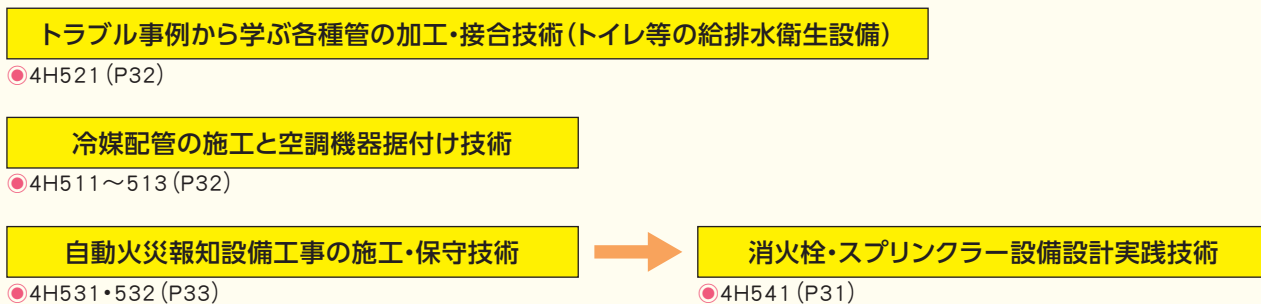 トラブル事例から学ぶ各種管の加工・接合技術(トイレ等の給排水衛生設備)
◉4H521(P32)
冷媒配管の施工と空調機器据付け技術
◉4H511～513(P32)
自動火災報知設備工事の施工・保守技術
◉4H531・532(P33)
消火栓・スプリンクラー設備設計実践技術
◉4H541(P31)